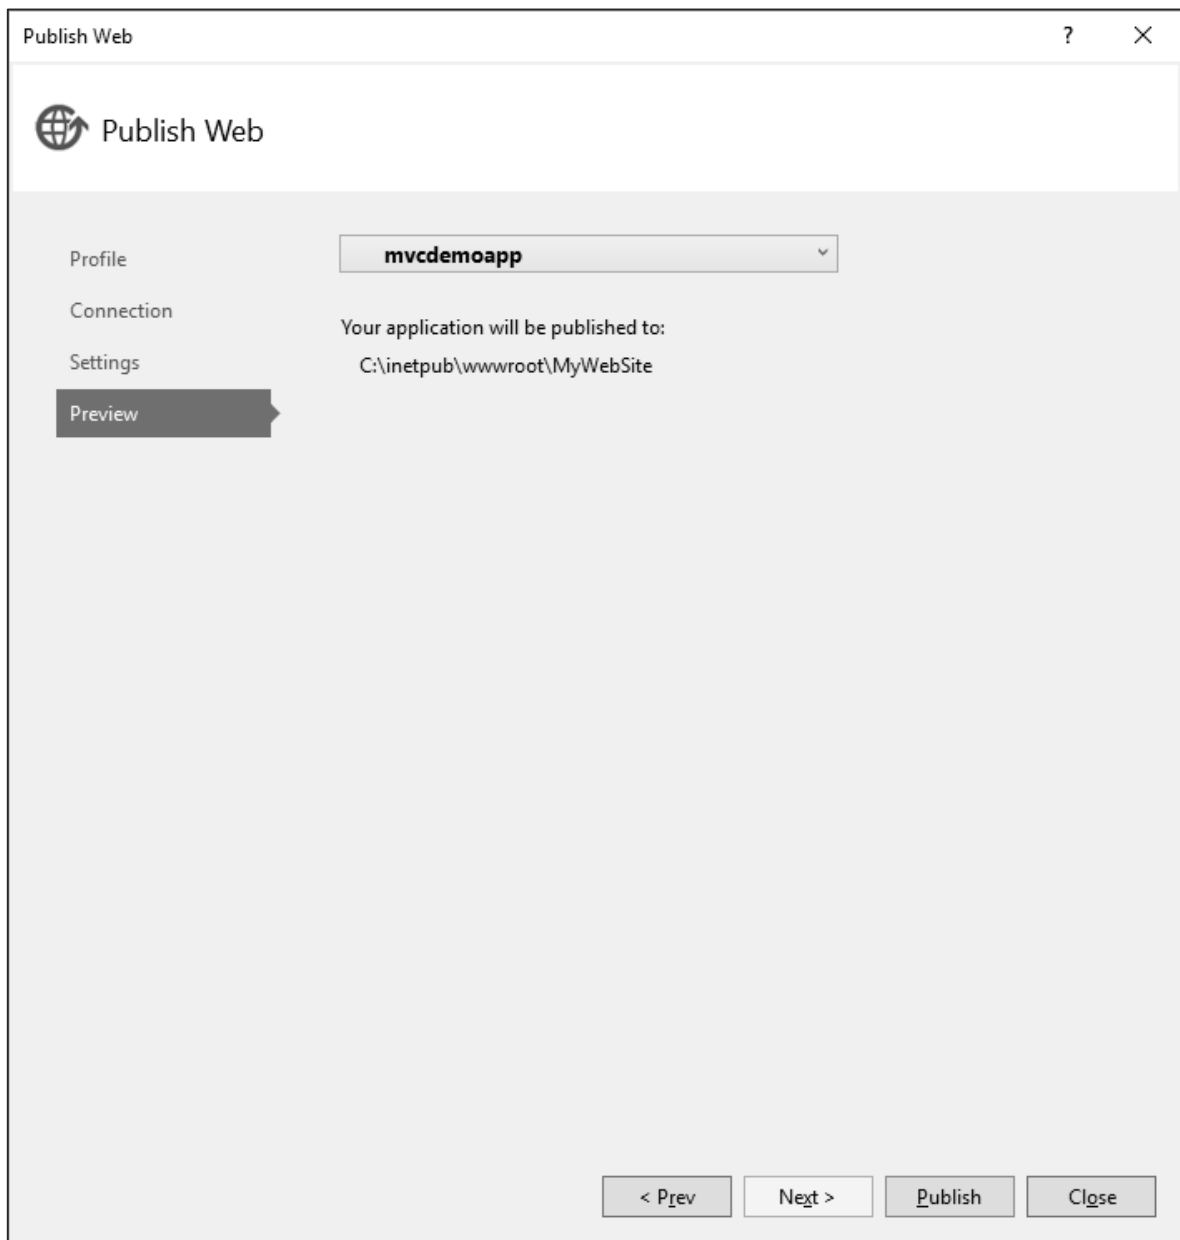 Publish Web
?
Publish Web
Profile
Connection
Settings
Preview
mvcdemoapp
Your application will be published to:
C:\inetpub\wwwroot\MyWebSite
< Prev
Next >
Publish
Close